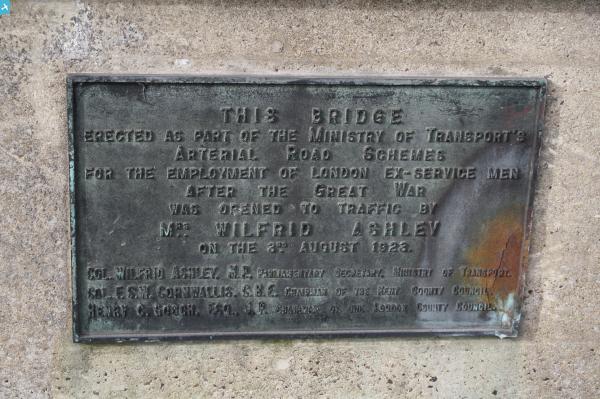 THIS BRIDGE
ERECTED AS PART OF THE MINISTRY OF TRANSPORT'S
ARTERIAL ROAD SCHEMES
FOR THE EMPLOYMENT OF LONDON EX-SERVICE MEN
AFTER THE GREAT WAR
WAS OPENED TO TRAFFIC BY
MRS WILFRID ASHLEY
ON THE 3RD AUGUST 1923.
COL. WILFRID ASHLEY, M.P. PARLIAMENTARY SECRETARY, MINISTRY OF TRANSPORT.
COL. F.S.W. CORNWALLIS, C.B.E. CHAIRMAN OF THE KENT COUNTY COUNCIL.
HENRY C. GOOCH, ESQ., J.P. CHAIRMAN OF THE LONDON COUNTY COUNCIL.